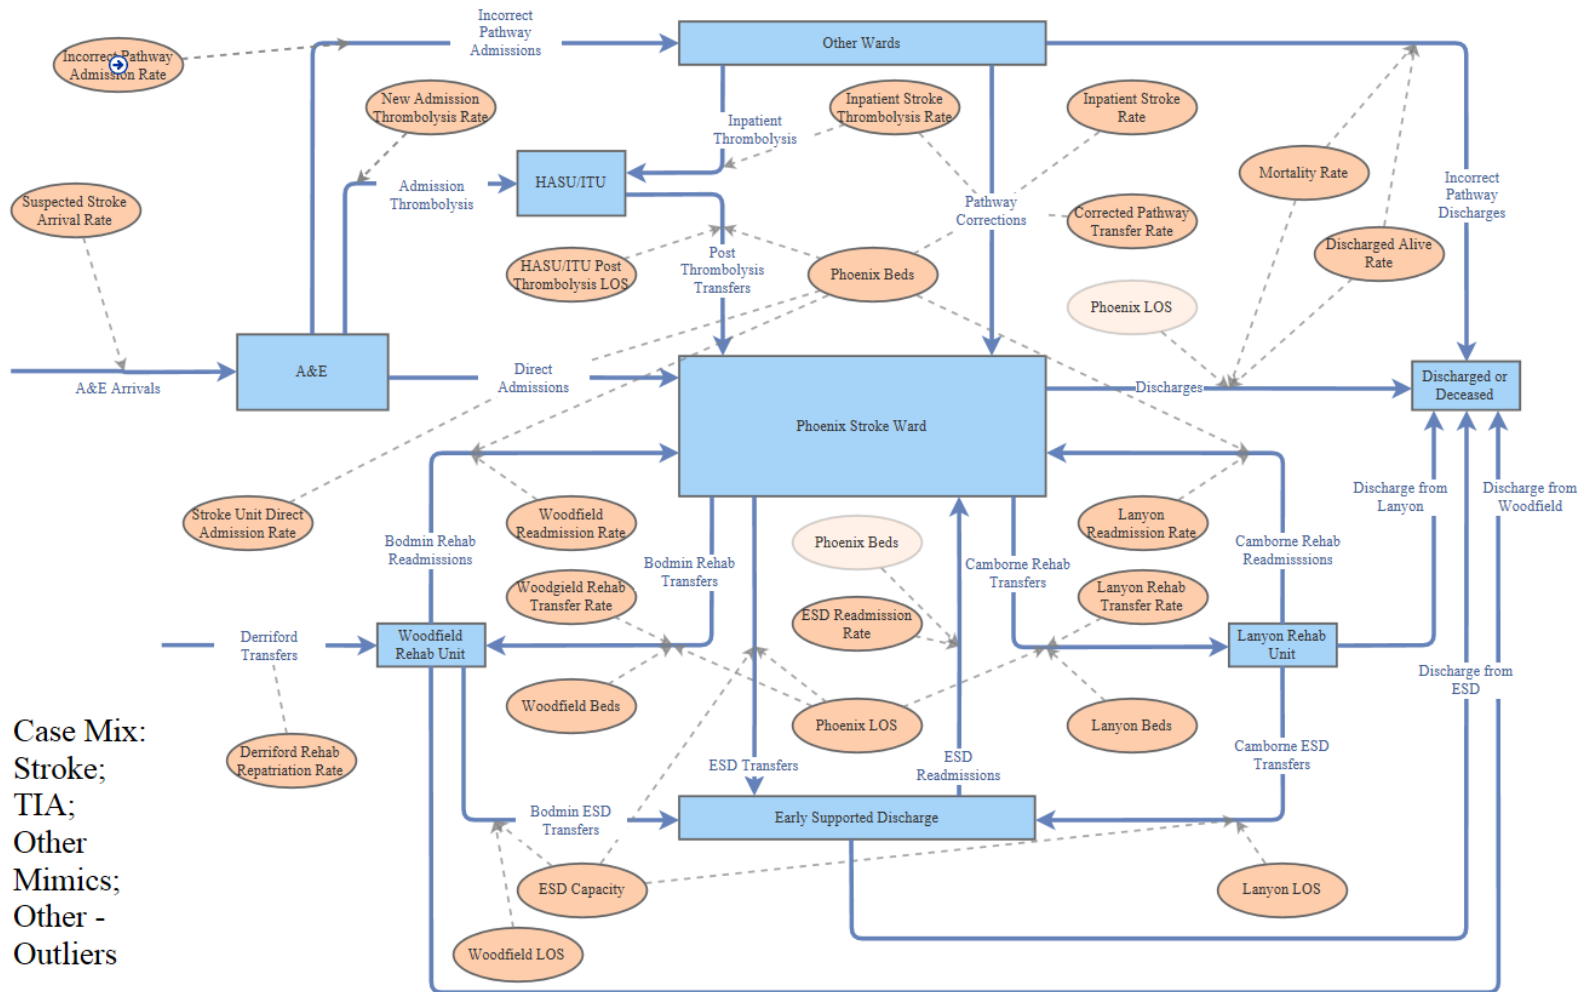 Incorrect
Pathway
Admissions
Other Wards
Incorrect Pathway
Admission Rate
New Admission
Thrombolysis Rate
Inpatient Stroke
Thrombolysis Rate
Inpatient Stroke
Rate
Inpatient
Thrombolysis
Mortality Rate
HASU/ITU
Admission
Thrombolysis
Suspected Stroke
Arrival Rate
Pathway
Corrections
Corrected Pathway
Transfer Rate
Incorrect
Pathway
Discharges
Discharged Alive
Rate
HASU/ITU Post
Thrombolysis LOS
Post
Thrombolysis
Transfers
Phoenix Beds
Phoenix LOS
A&E
A&E Arrivals
Direct
Admissions
Discharges
Discharged or
Deceased
Phoenix Stroke Ward
Stroke Unit Direct
Admission Rate
Woodfield
Readmission Rate
Lanyon
Readmission Rate
Discharge from
Lanyon
Discharge from
Woodfield
Bodmin Rehab
Readmissions
Bodmin Rehab
Transfers
Phoenix Beds
Camborne Rehab
Transfers
Camborne Rehab
Readmisssions
Woodgield Rehab
Transfer Rate
ESD Readmission
Rate
Lanyon Rehab
Transfer Rate
Derriford
Transfers
Woodfield
Rehab Unit
Lanyon Rehab
Unit
Discharge from
ESD
Woodfield Beds
Phoenix LOS
Lanyon Beds
Derriford Rehab
Repatriation Rate
ESD Transfers
ESD
Readmissions
Camborne ESD
Transfers
Bodmin ESD
Transfers
Early Supported Discharge
ESD Capacity
Lanyon LOS
Woodfield LOS
Case Mix:
Stroke;
TIA;
Other
Mimics;
Other -
Outliers